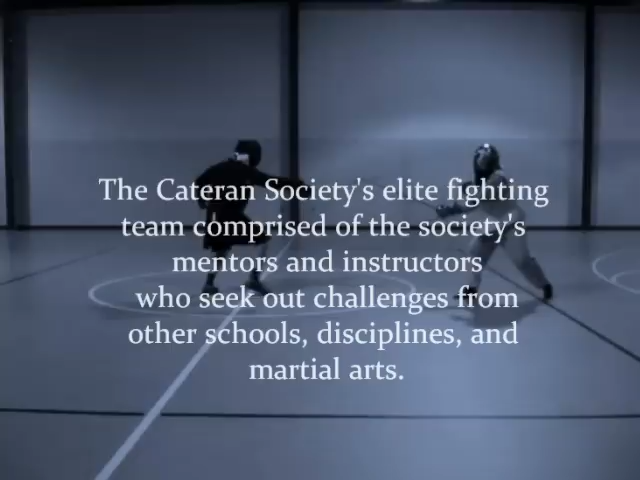 The Cateran Society's elite fighting
team comprised of the society's
mentors and instructors
who seek out challenges from
other schools, disciplines, and
martial arts.